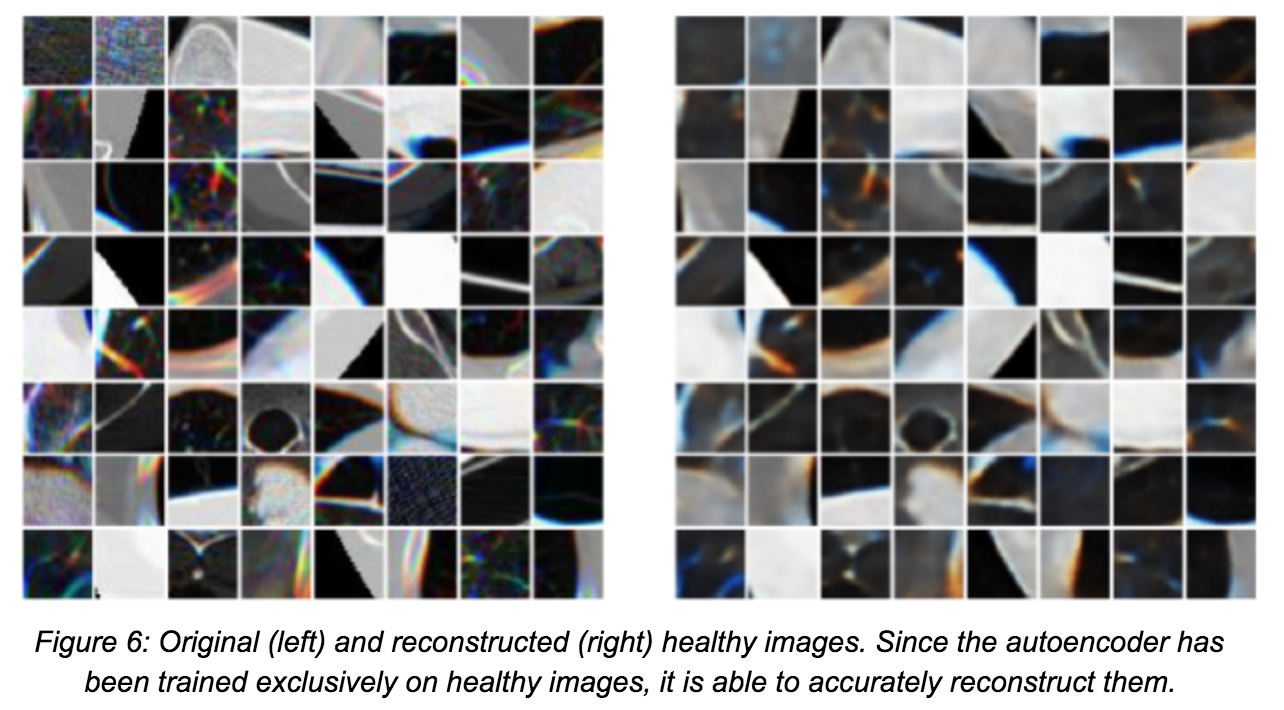 Figure 6: Original (left) and reconstructed (right) healthy images. Since the autoencoder has
been trained exclusively on healthy images, it is able to accurately reconstruct them.